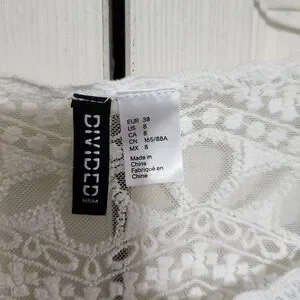 DIVIDED
H&M
EUR 38
US 8
CA 8
CN 165/88A
MX 8
Made in
China
Fabriqué en
Chine